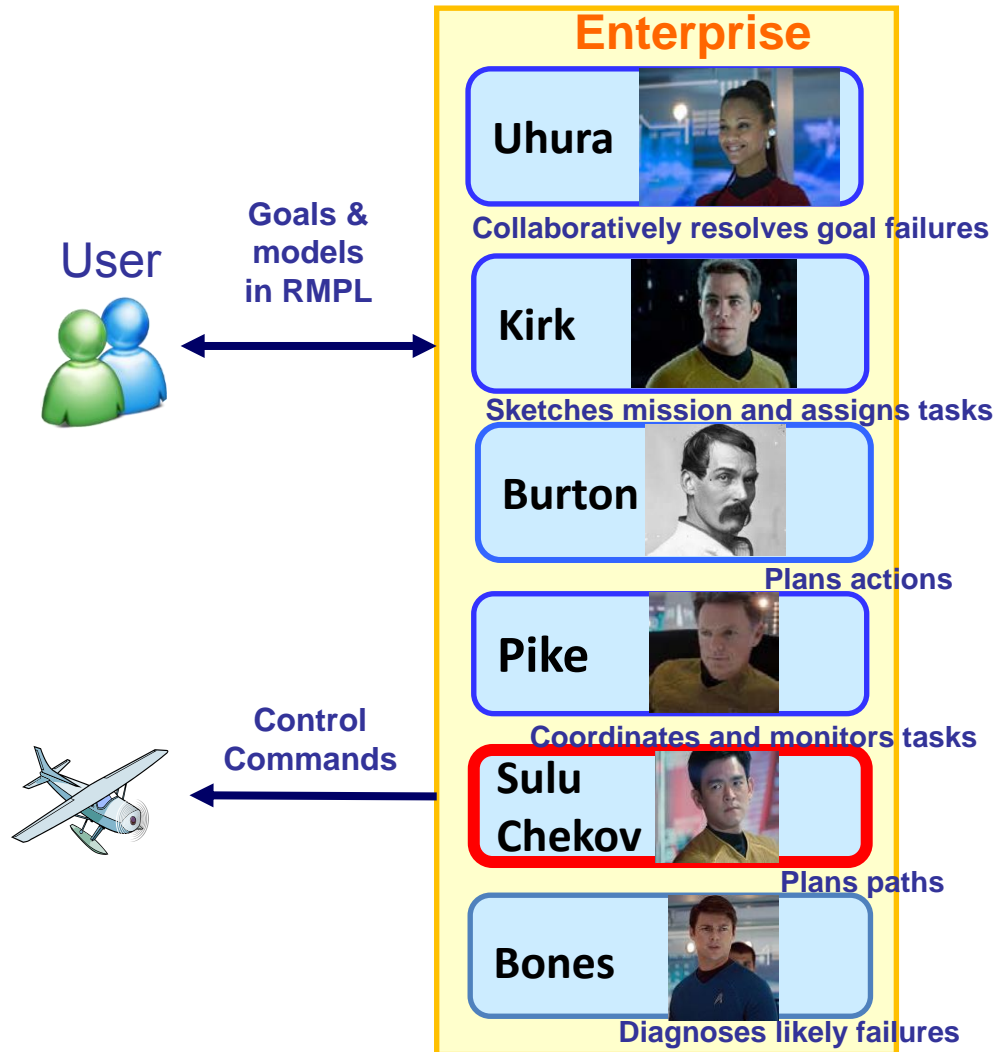 Enterprise
Uhura
Collaboratively resolves goal failures
Goals &
models
in RMPL
User
Kirk
Sketches mission and assigns tasks
Burton
Plans actions
Pike
Coordinates and monitors tasks
Control
Commands
Sulu
Chekov
Plans paths
Bones
Diagnoses likely failures